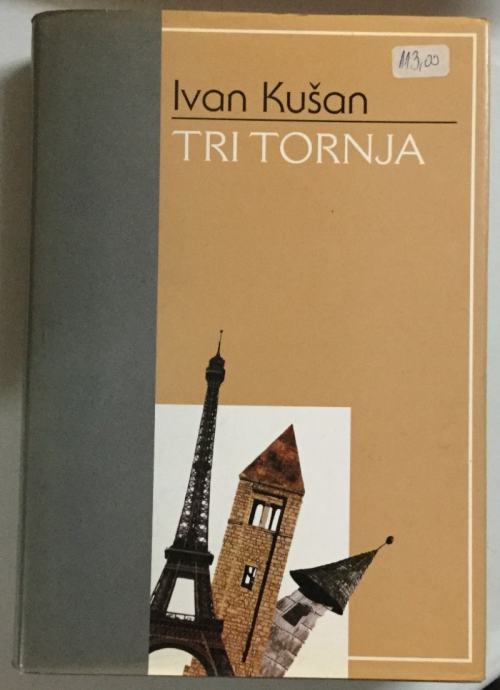 113,00
Ivan Kušan
TRI TORNJA